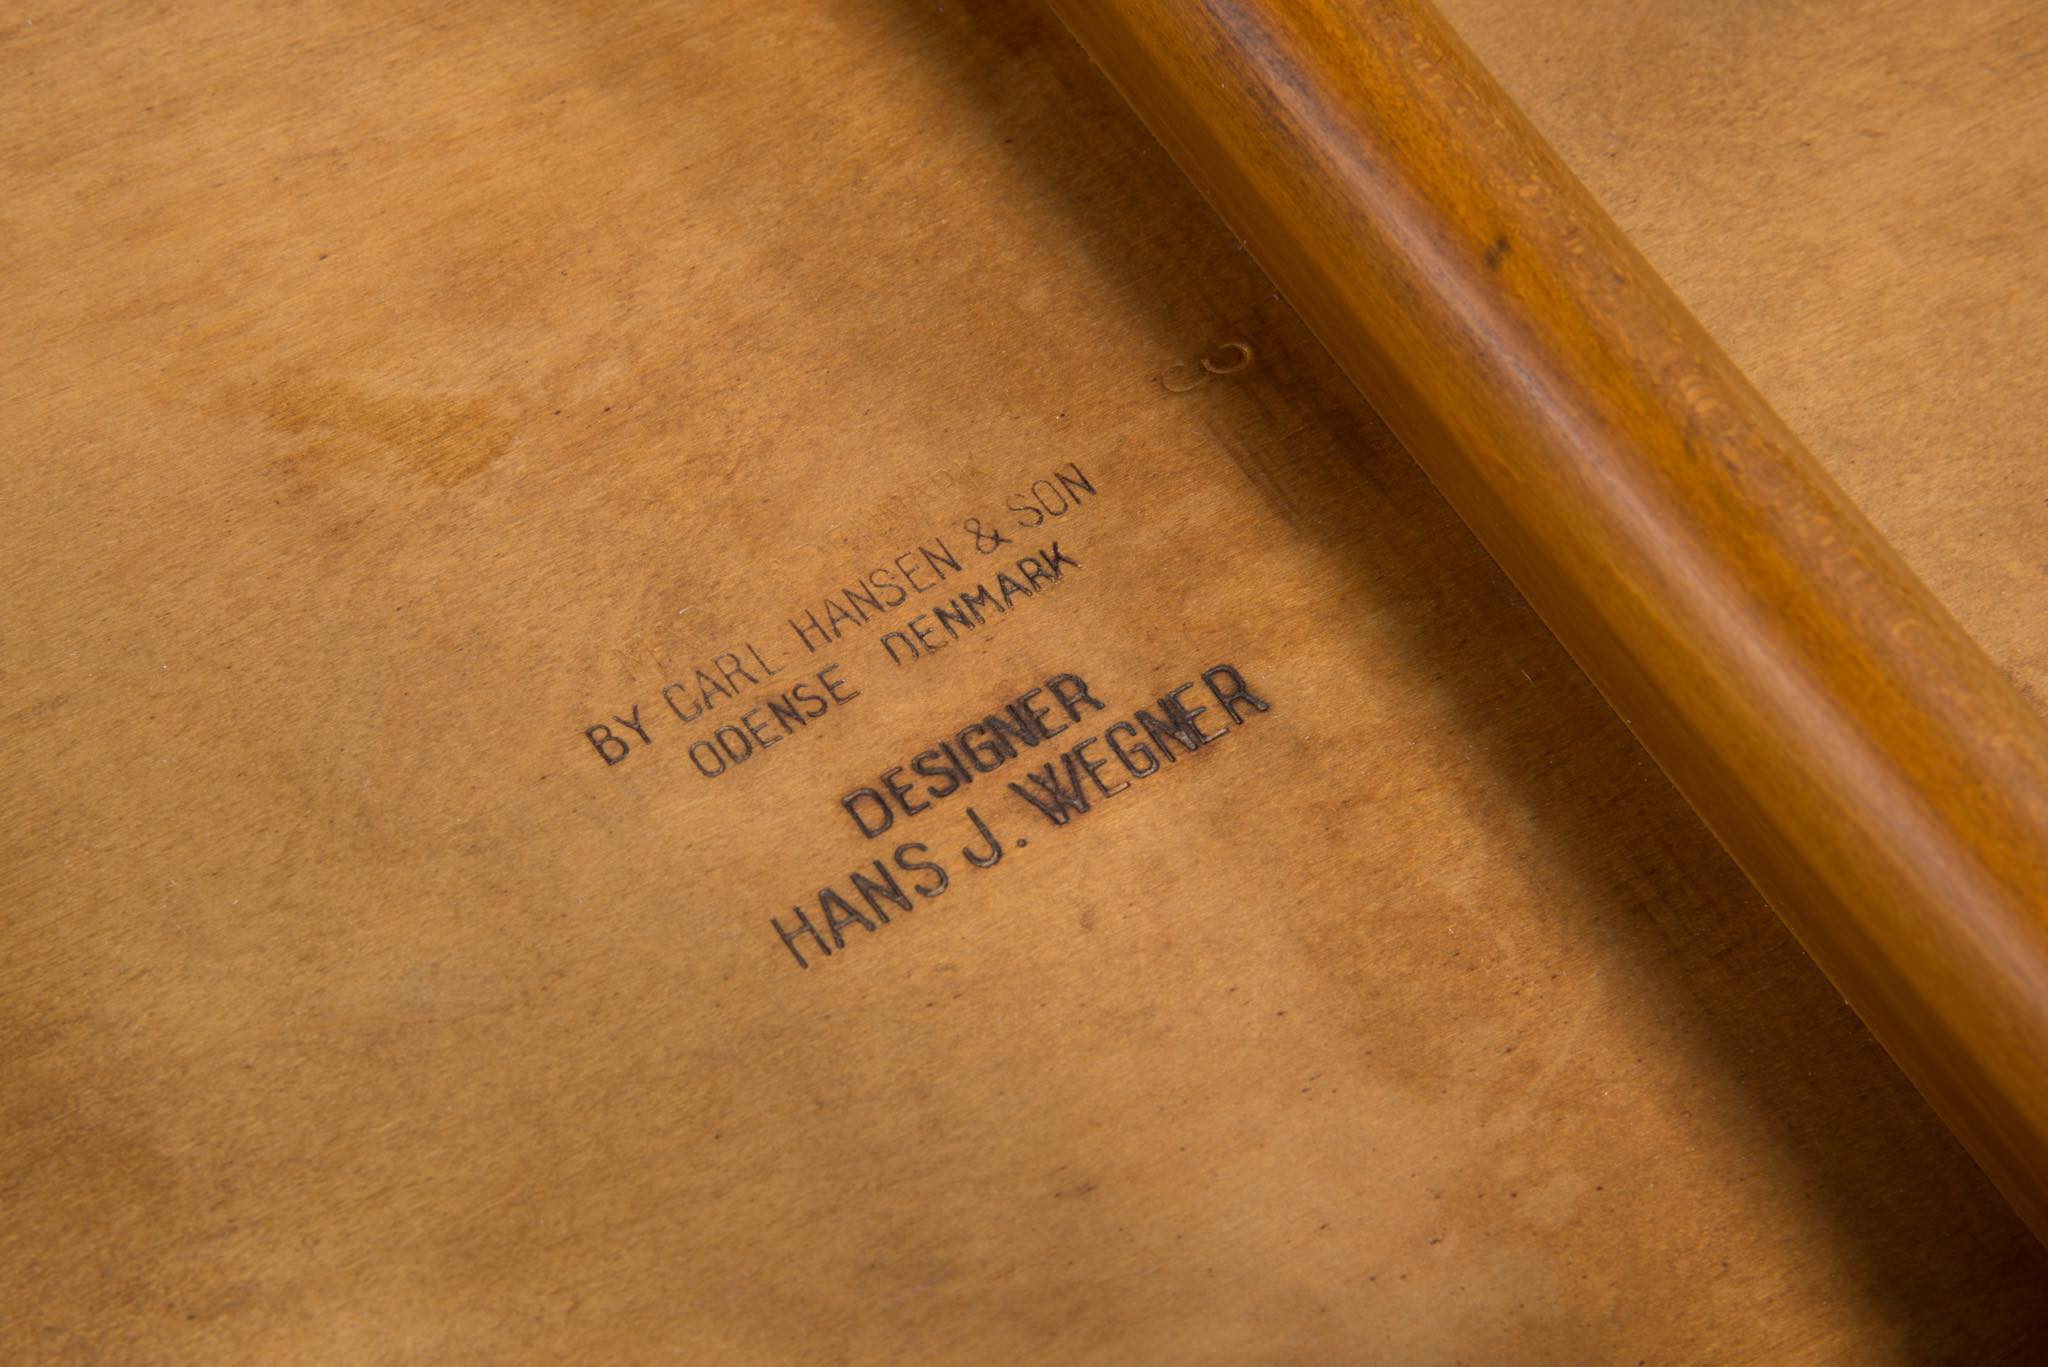 BY CARL HANSEN & SON
ODENSE DENMARK
DESIGNER
HANS J. WEGNER